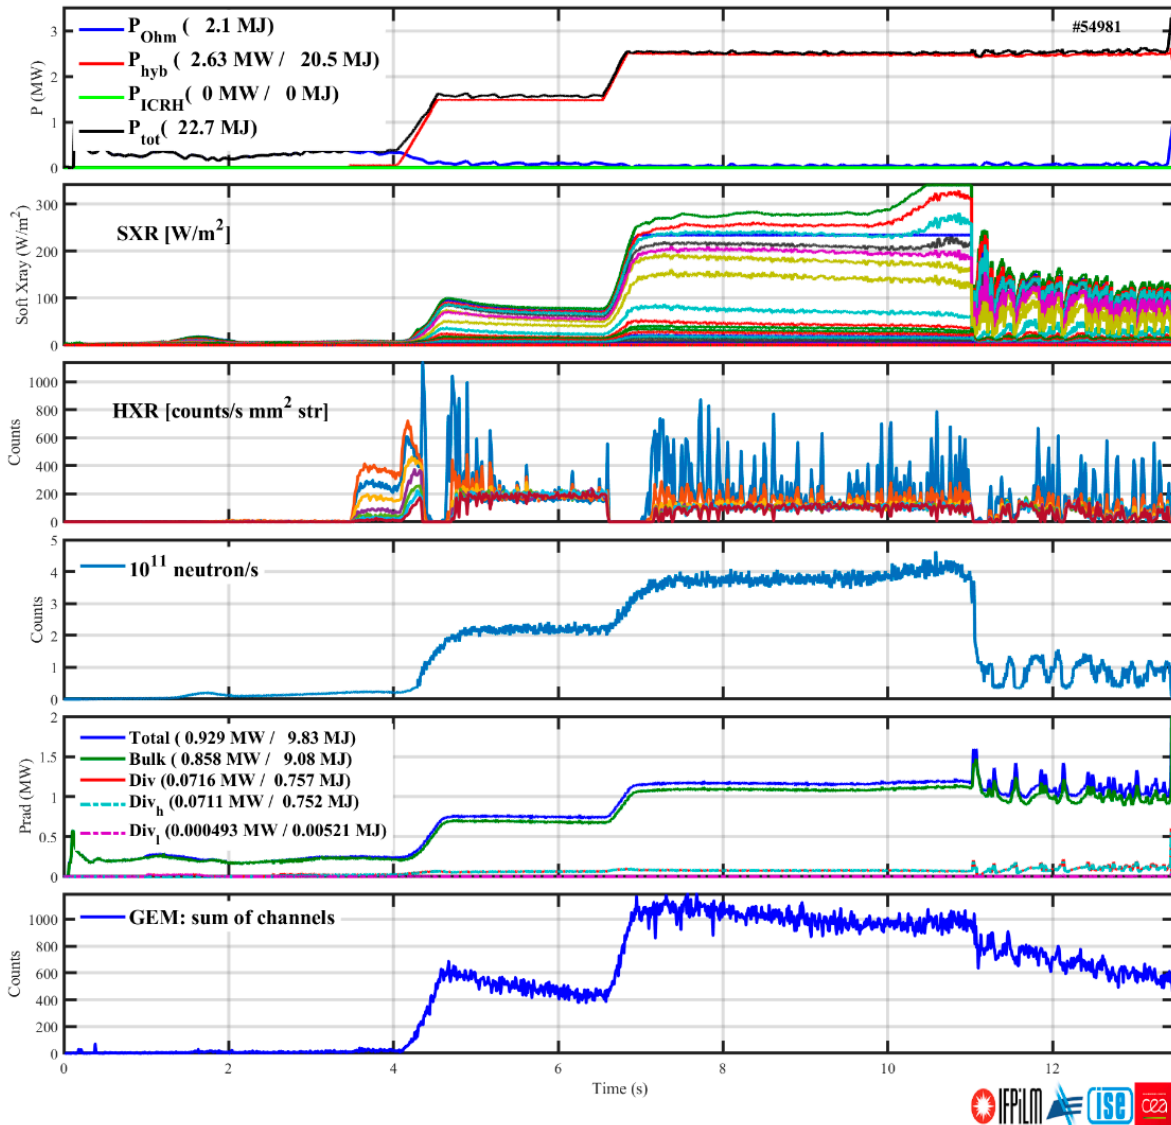 #54981
P_Ohm ( 2.1 MJ)
P_hyb ( 2.63 MW / 20.5 MJ)
P_ICRH ( 0 MW / 0 MJ)
P_tot ( 22.7 MJ)
P (MW)
3
2
1
0
SXR [W/m²]
Soft Xray (W/m²)
300
200
100
0
HXR [counts/s mm² str]
Counts
1000
800
600
400
200
0
10¹¹ neutron/s
Counts
5
4
3
2
1
0
Total ( 0.929 MW / 9.83 MJ)
Bulk ( 0.858 MW / 9.08 MJ)
Div (0.0716 MW / 0.757 MJ)
Div_h (0.0711 MW / 0.752 MJ)
Div_l (0.000493 MW / 0.00521 MJ)
Prad (MW)
2
1.5
1
0.5
0
GEM: sum of channels
Counts
1000
800
600
400
200
0
0 2 4 6 8 10 12
Time (s)
IFPiLM ise cea